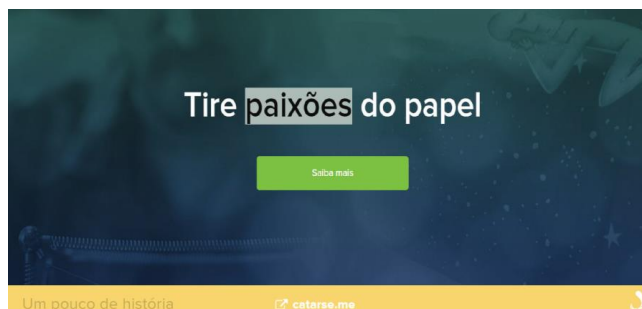 Tire paixões do papel
Saiba mais
Um pouco de história
catarse.me